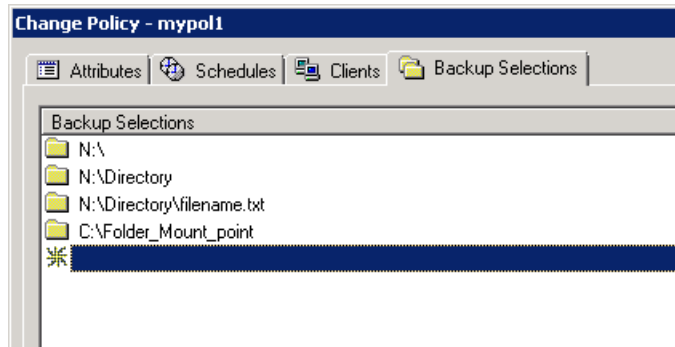 Change Policy - mypol1
Attributes Schedules Clients Backup Selections
Backup Selections
N:\
N:\Directory
N:\Directory\filename.txt
C:\Folder_Mount_point